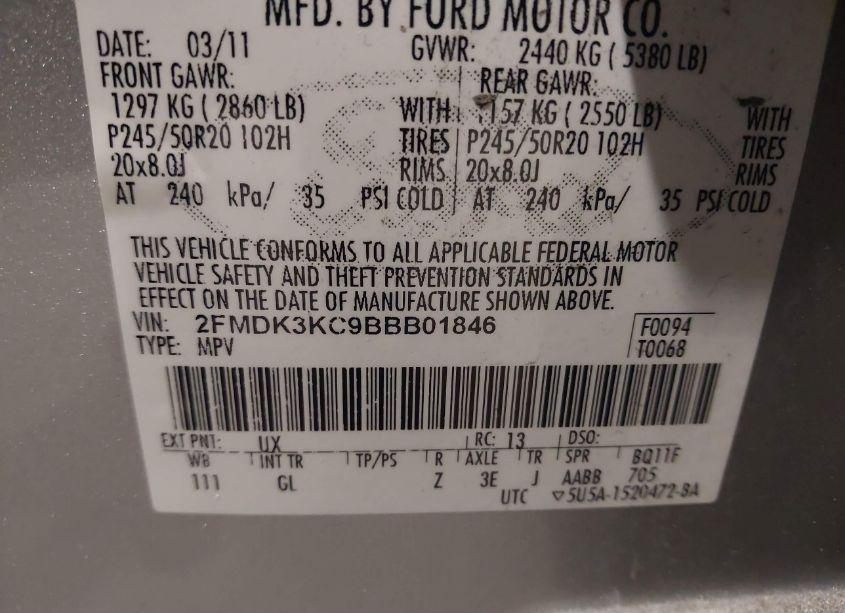 MFD. BY FORD MOTOR CO.
DATE: 03/11 GVWR: 2440 KG ( 5380 LB)
FRONT GAWR: REAR GAWR:
1297 KG ( 2860 LB) WITH 1157 KG ( 2550 LB) WITH
P245/50R20 102H TIRES P245/50R20 102H TIRES
20x8.0J RIMS 20x8.0J RIMS
AT 240 kPa/ 35 PSI COLD AT 240 kPa/ 35 PSI COLD
THIS VEHICLE CONFORMS TO ALL APPLICABLE FEDERAL MOTOR
VEHICLE SAFETY AND THEFT PREVENTION STANDARDS IN
EFFECT ON THE DATE OF MANUFACTURE SHOWN ABOVE.
VIN: 2FMDK3KC9BBB01846 F0094
TYPE: MPV T0068
EXT PNT: UX RC: 13 DSO:
WB INT TR TP/PS R AXLE TR SPR BQ11F
111 GL Z 3E J AABB 705
UTC ▽5U5A-1520472-BA